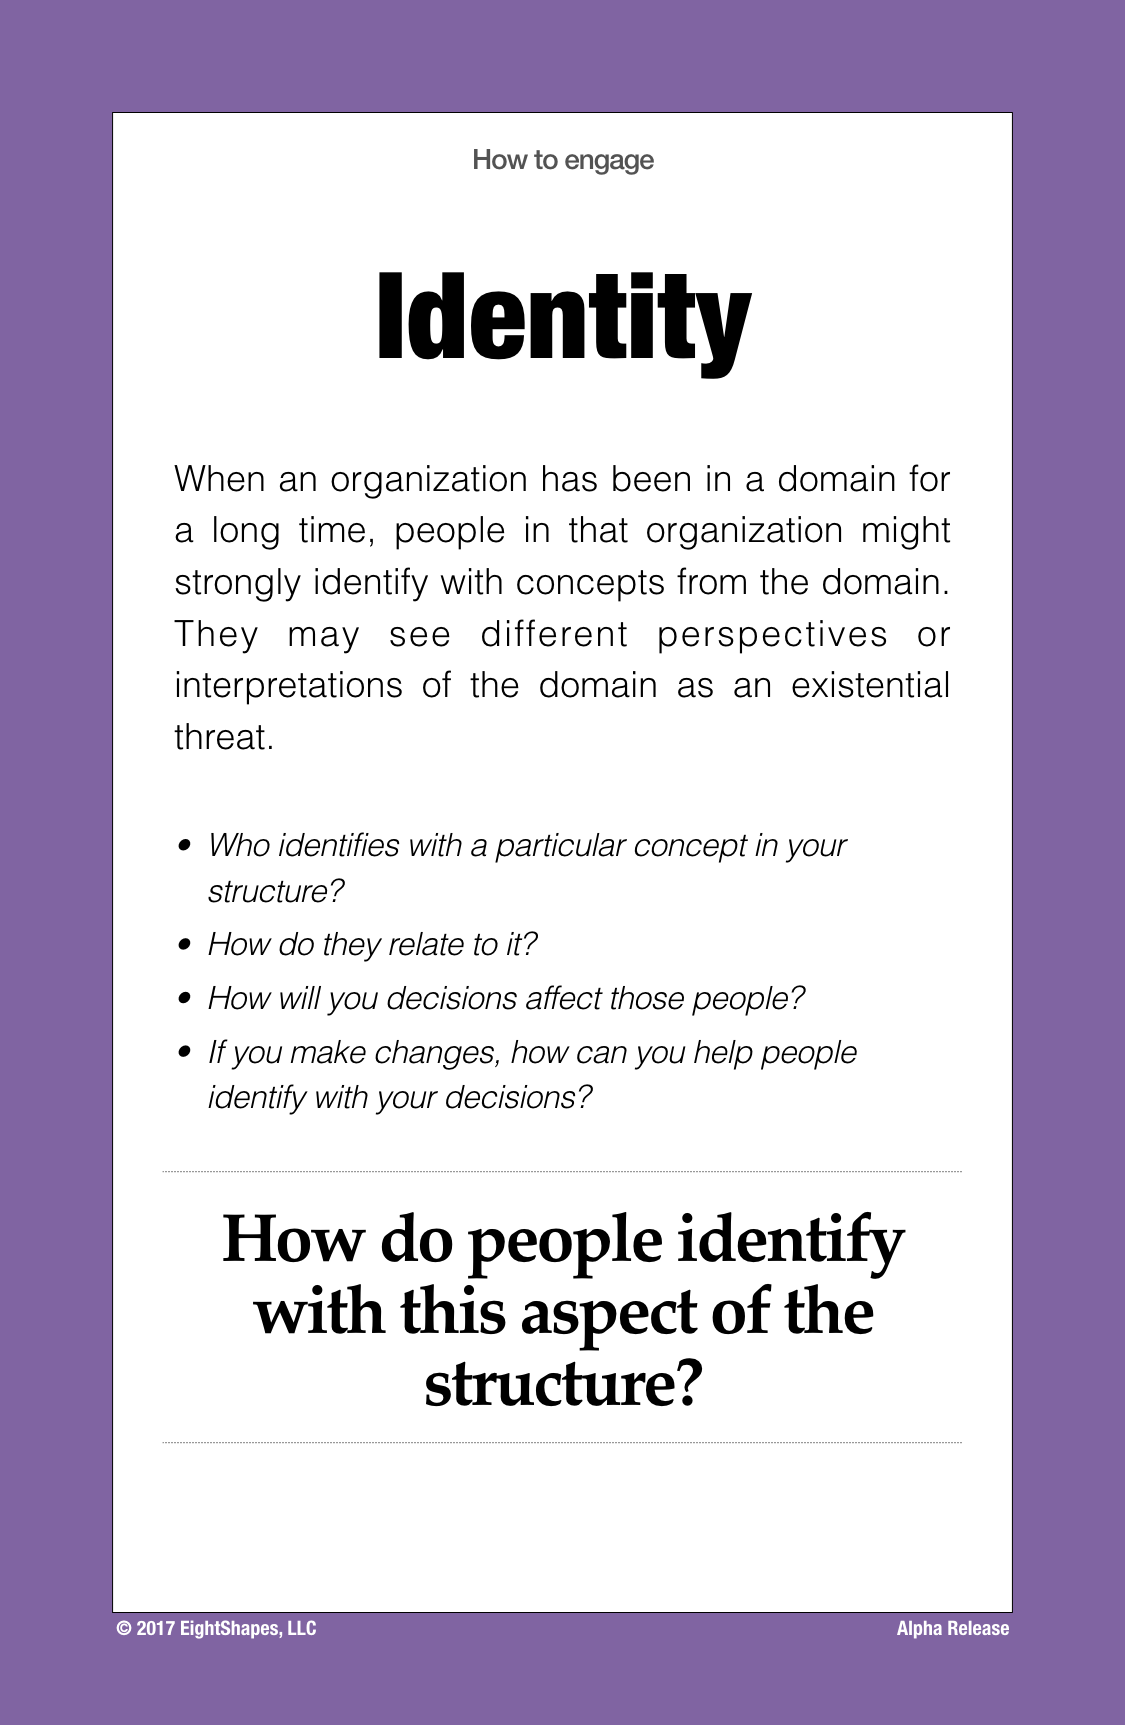 How to engage
Identity
When an organization has been in a domain for
a long time, people in that organization might
strongly identify with concepts from the domain.
They may see different perspectives or
interpretations of the domain as an existential
threat.
• Who identifies with a particular concept in your
structure?
• How do they relate to it?
• How will you decisions affect those people?
• If you make changes, how can you help people
identify with your decisions?
How do people identify
with this aspect of the
structure?
© 2017 EightShapes, LLC
Alpha Release